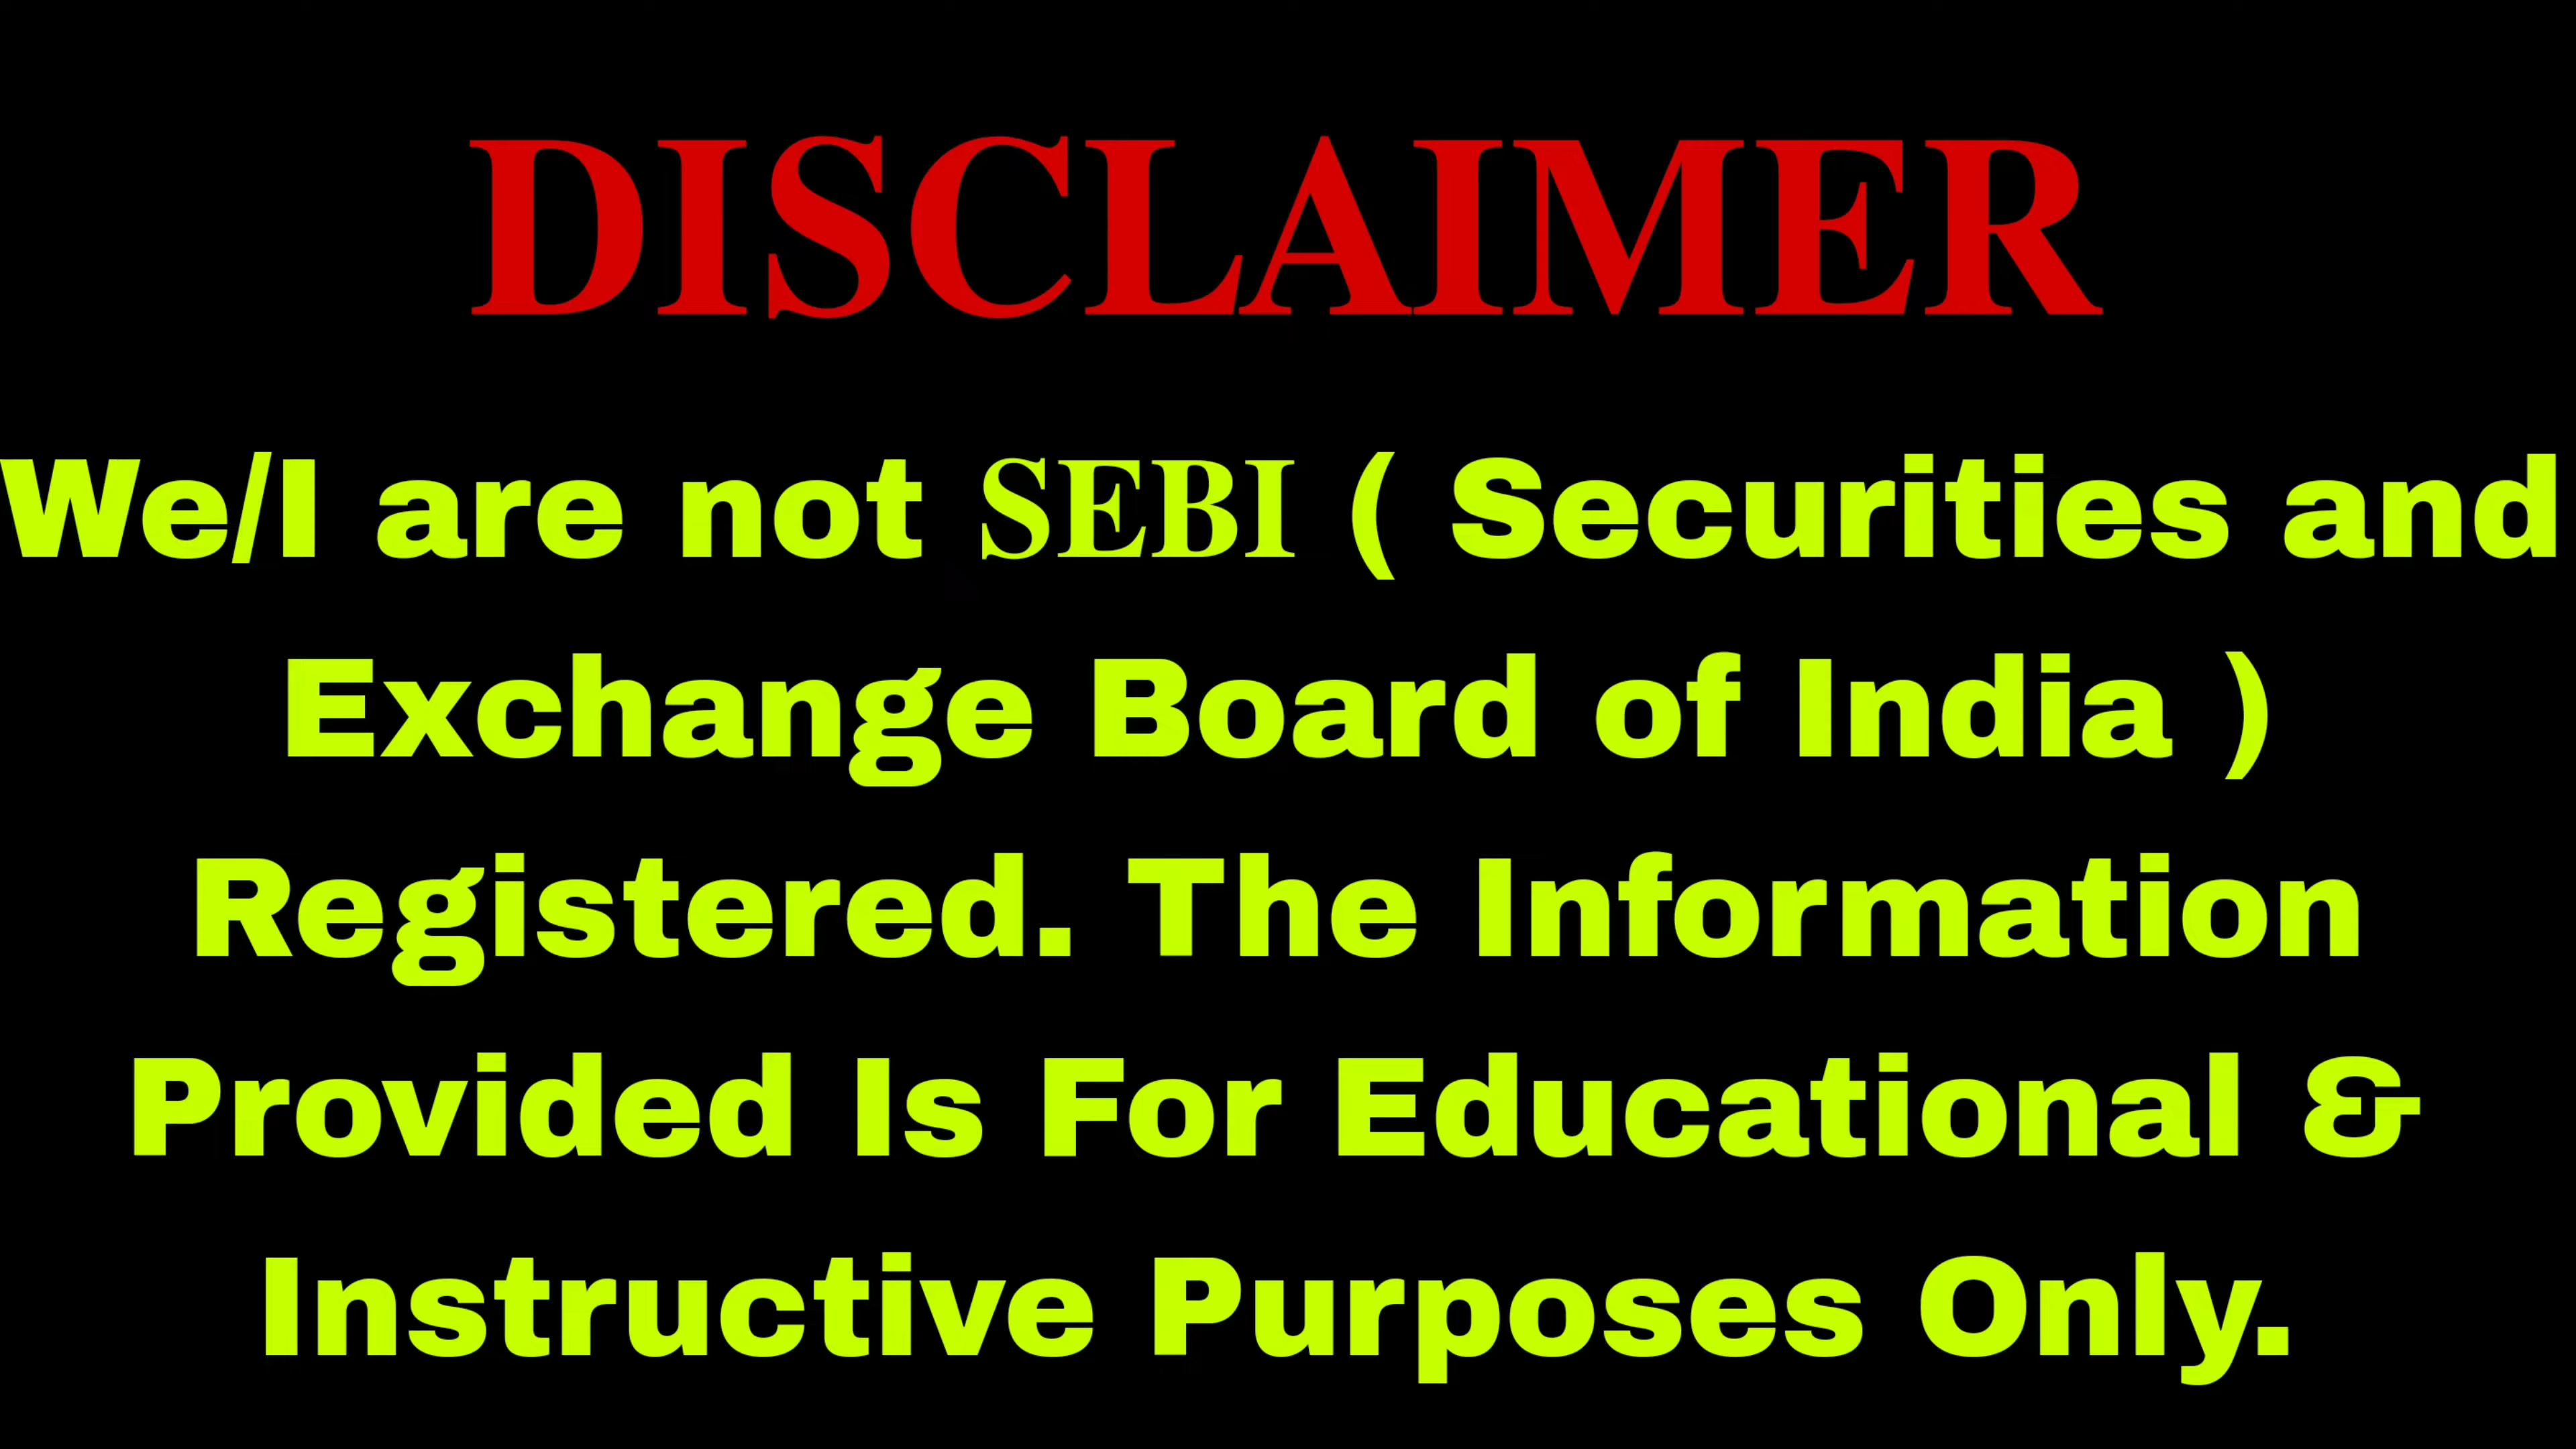 DISCLAIMER
We/I are not SEBI ( Securities and
Exchange Board of India )
Registered. The Information
Provided Is For Educational &
Instructive Purposes Only.